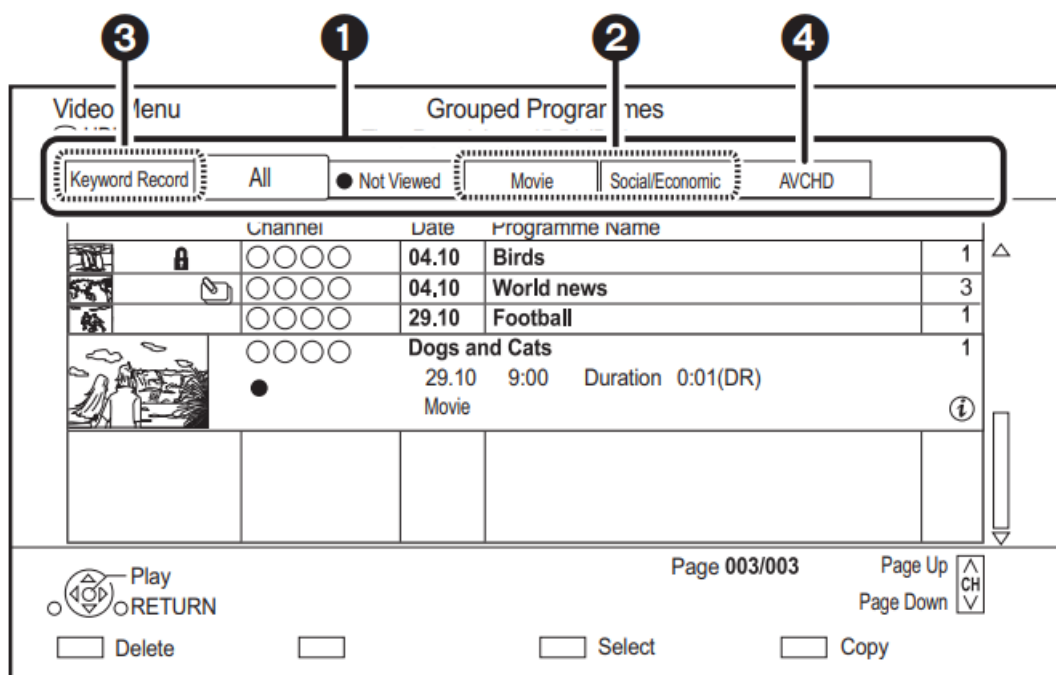 3 1 2 4
Video Menu Grouped Programmes
Keyword Record All ● Not Viewed Movie Social/Economic AVCHD
Channel Date Programme Name
○○○○ 04.10 Birds 1
○○○○ 04.10 World news 3
○○○○ 29.10 Football 1
○○○○ Dogs and Cats 1
● 29.10 9:00 Duration 0:01(DR)
Movie i
Play Page 003/003 Page Up
CH
RETURN Page Down
Delete Select Copy